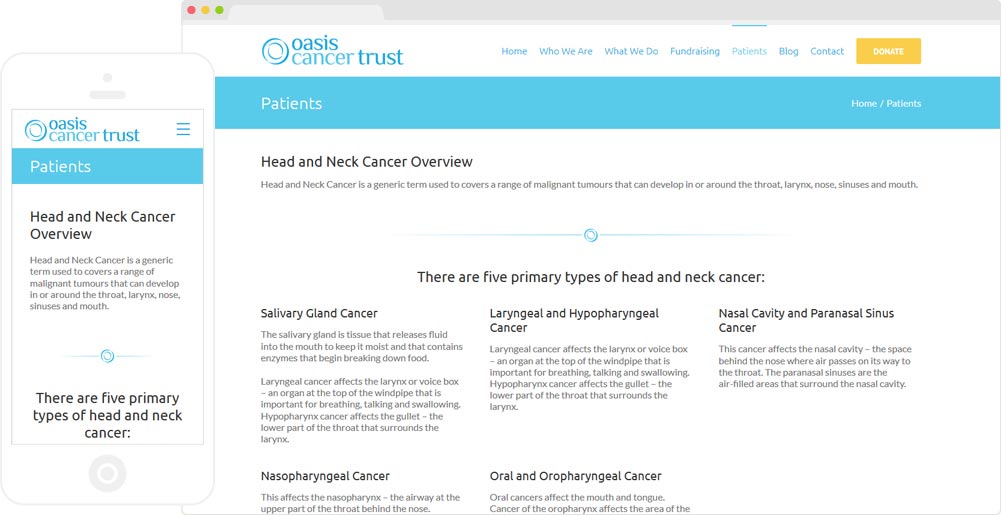 oasis
cancer trust
Home Who We Are What We Do Fundraising Patients Blog Contact DONATE
Patients
Home / Patients
Head and Neck Cancer Overview
Head and Neck Cancer is a generic term used to covers a range of malignant tumours that can develop in or around the throat, larynx, nose, sinuses and mouth.
There are five primary types of head and neck cancer:
Salivary Gland Cancer
The salivary gland is tissue that releases fluid
into the mouth to keep it moist and that contains
enzymes that begin breaking down food.
Laryngeal cancer affects the larynx or voice box
– an organ at the top of the windpipe that is
important for breathing, talking and swallowing.
Hypopharynx cancer affects the gullet – the
lower part of the throat that surrounds the
larynx.
Laryngeal and Hypopharyngeal
Cancer
Laryngeal cancer affects the larynx or voice box
– an organ at the top of the windpipe that is
important for breathing, talking and swallowing.
Hypopharynx cancer affects the gullet – the
lower part of the throat that surrounds the
larynx.
Nasal Cavity and Paranasal Sinus
Cancer
This cancer affects the nasal cavity – the space
behind the nose where air passes on its way to
the throat. The paranasal sinuses are the
air-filled areas that surround the nasal cavity.
Nasopharyngeal Cancer
This affects the nasopharynx – the airway at the
upper part of the throat behind the nose.
Oral and Oropharyngeal Cancer
Oral cancers affect the mouth and tongue.
Cancer of the oropharynx affects the area of the
oasis
cancer trust
Patients
Head and Neck Cancer
Overview
Head and Neck Cancer is a generic
term used to covers a range of
malignant tumours that can develop
in or around the throat, larynx, nose,
sinuses and mouth.
There are five primary
types of head and neck
cancer: